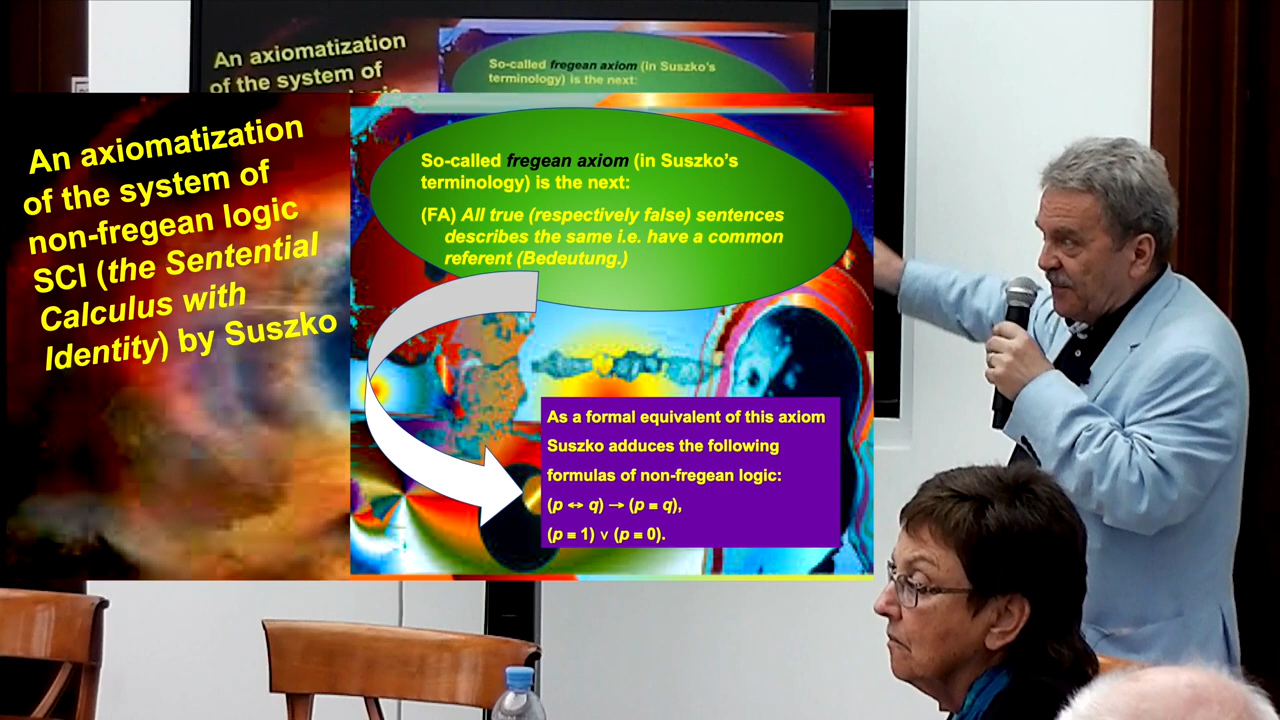 An axiomatization
of the system of
So-called fregean axiom (in Suszko's
terminology) is the next:
An axiomatization
of the system of
non-fregean logic
SCI (the Sentential
Calculus with
Identity) by Suszko
So-called fregean axiom (in Suszko’s
terminology) is the next:
(FA) All true (respectively false) sentences
describes the same i.e. have a common
referent (Bedeutung.)
As a formal equivalent of this axiom
Suszko adduces the following
formulas of non-fregean logic:
(p ↔ q) → (p ≡ q),
(p ≡ 1) ∨ (p ≡ 0).